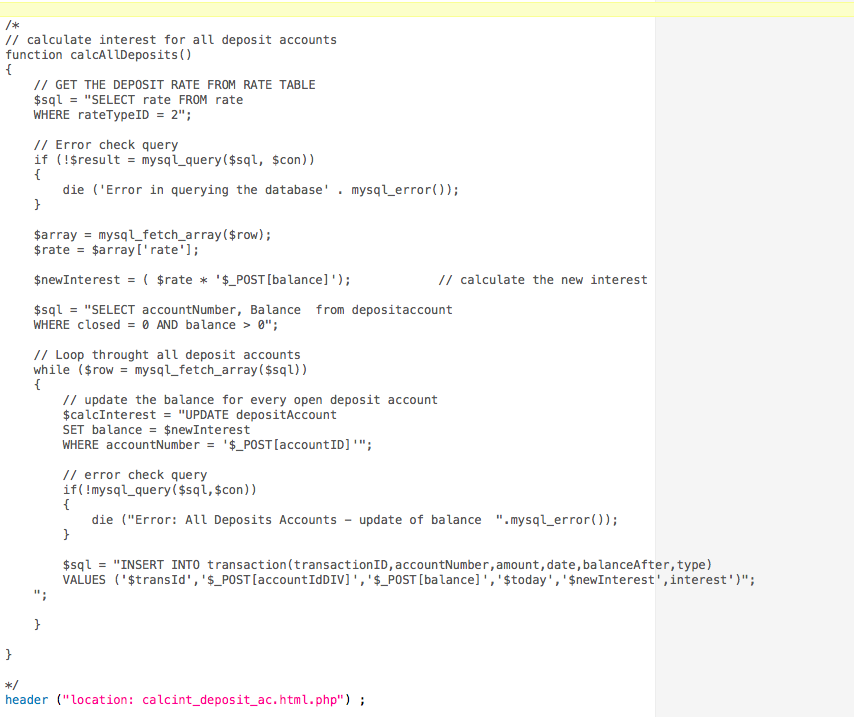 /*
// calculate interest for all deposit accounts
function calcAllDeposits()
{
    // GET THE DEPOSIT RATE FROM RATE TABLE
    $sql = "SELECT rate FROM rate
    WHERE rateTypeID = 2";

    // Error check query
    if (!$result = mysql_query($sql, $con))
    {
        die ('Error in querying the database' . mysql_error());
    }

    $array = mysql_fetch_array($row);
    $rate = $array['rate'];

    $newInterest = ( $rate * '$_POST[balance]');            // calculate the new interest

    $sql = "SELECT accountNumber, Balance  from depositaccount
    WHERE closed = 0 AND balance > 0";

    // Loop throught all deposit accounts
    while ($row = mysql_fetch_array($sql))
    {
        // update the balance for every open deposit account
        $calcInterest = "UPDATE depositAccount
        SET balance = $newInterest
        WHERE accountNumber = '$_POST[accountID]'";

        // error check query
        if(!mysql_query($sql,$con))
        {
            die ("Error: All Deposits Accounts – update of balance  ".mysql_error());
        }

        $sql = "INSERT INTO transaction(transactionID,accountNumber,amount,date,balanceAfter,type)
        VALUES ('$transId','$_POST[accountIdDIV]','$_POST[balance]','$today','$newInterest',interest')";
    ";

    }

}

*/
header ("location: calcint_deposit_ac.html.php") ;